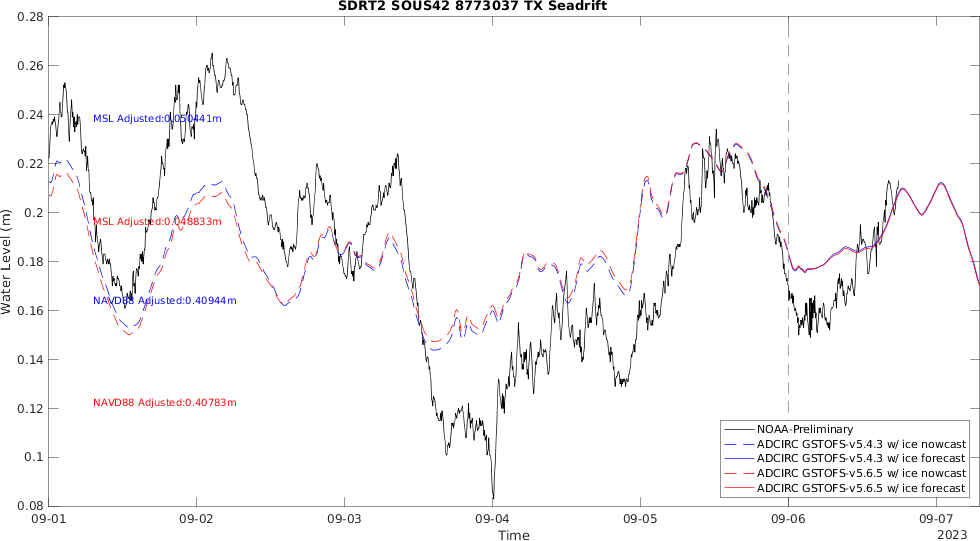 SDRT2 SOUS42 8773037 TX Seadrift
0.28
0.26
0.24
0.22
0.2
0.18
0.16
0.14
0.12
0.1
0.08
Water Level (m)
MSL Adjusted:0.050441m
MSL Adjusted:0.048833m
NAVD88 Adjusted:0.40944m
NAVD88 Adjusted:0.40783m
NOAA-Preliminary
ADCIRC GSTOFS-v5.4.3 w/ ice nowcast
ADCIRC GSTOFS-v5.4.3 w/ ice forecast
ADCIRC GSTOFS-v5.6.5 w/ ice nowcast
ADCIRC GSTOFS-v5.6.5 w/ ice forecast
09-01 09-02 09-03 09-04 09-05 09-06 09-07
Time
2023